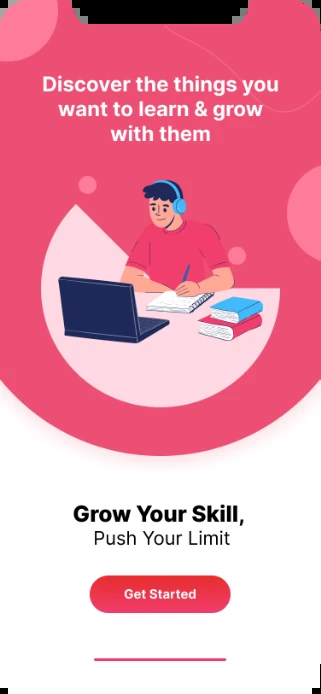 Discover the things you
want to learn & grow
with them
Grow Your Skill,
Push Your Limit
Get Started